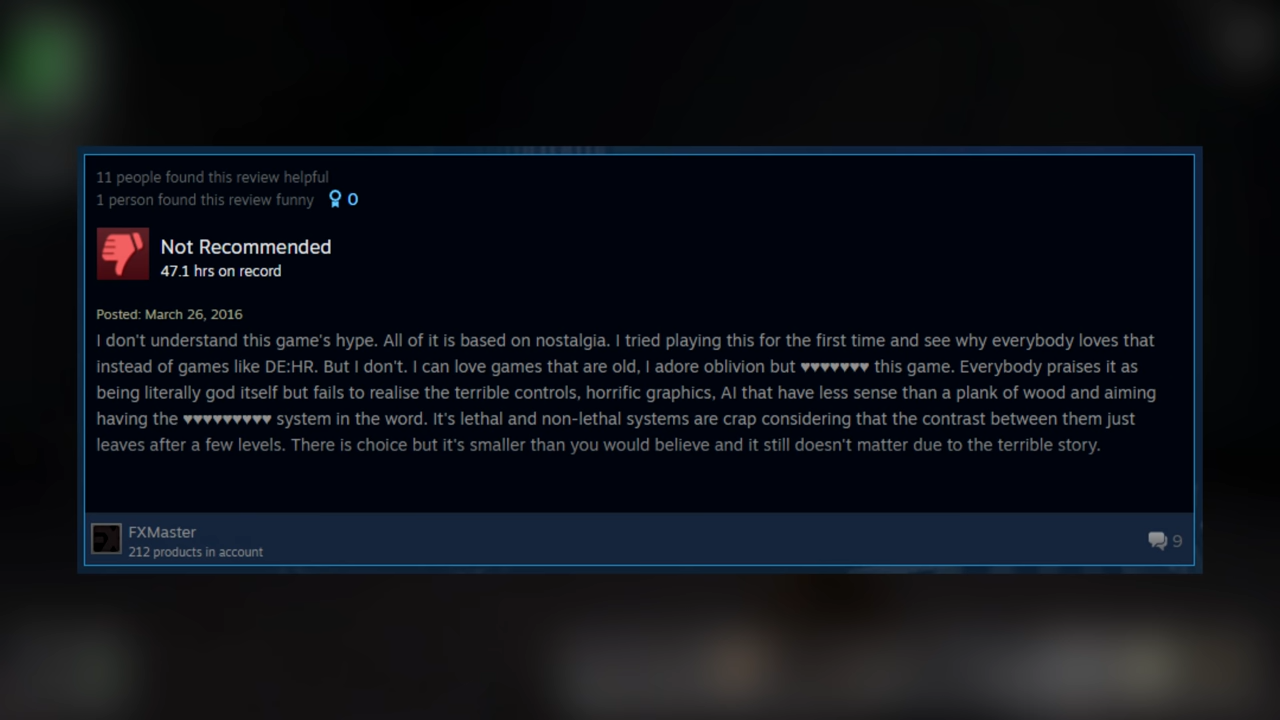 11 people found this review helpful
1 person found this review funny 0
Not Recommended
47.1 hrs on record
Posted: March 26, 2016
I don't understand this game's hype. All of it is based on nostalgia. I tried playing this for the first time and see why everybody loves that
instead of games like DE:HR. But I don't. I can love games that are old, I adore oblivion but ♥♥♥♥♥♥♥ this game. Everybody praises it as
being literally god itself but fails to realise the terrible controls, horrific graphics, AI that have less sense than a plank of wood and aiming
having the ♥♥♥♥♥♥♥♥♥ system in the word. It's lethal and non-lethal systems are crap considering that the contrast between them just
leaves after a few levels. There is choice but it's smaller than you would believe and it still doesn't matter due to the terrible story.
FXMaster
212 products in account
9